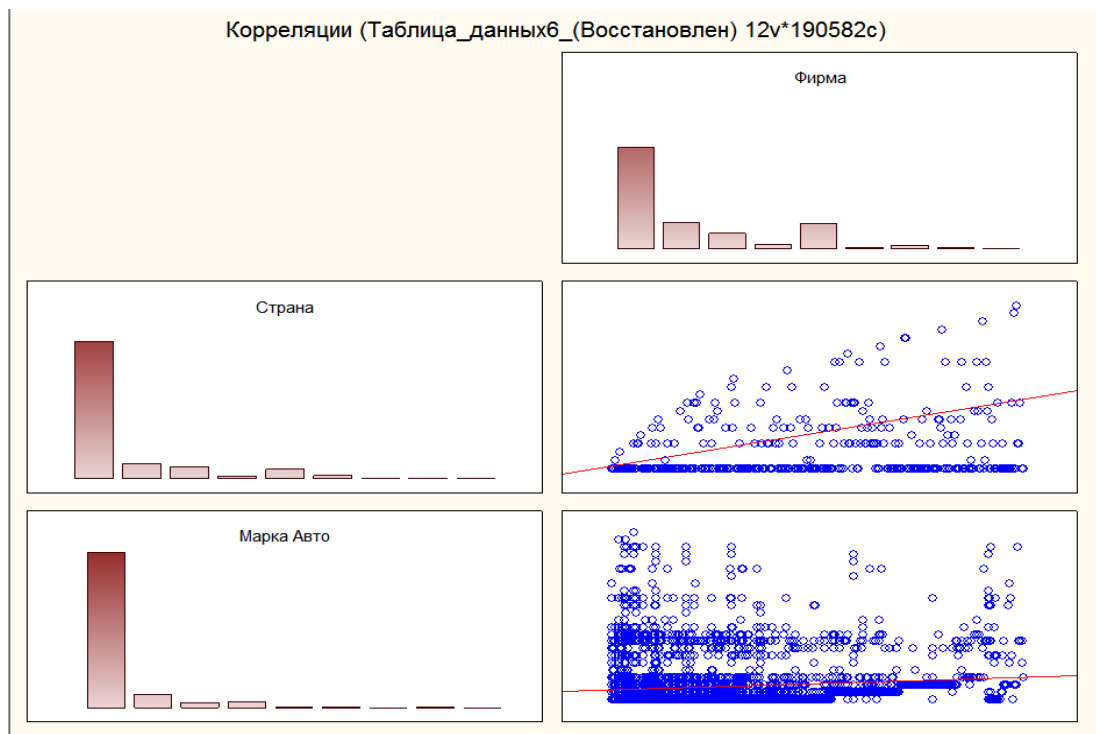 Корреляции (Таблица_данных6_(Восстановлен) 12v*190582c)
Фирма
Страна
Марка Авто